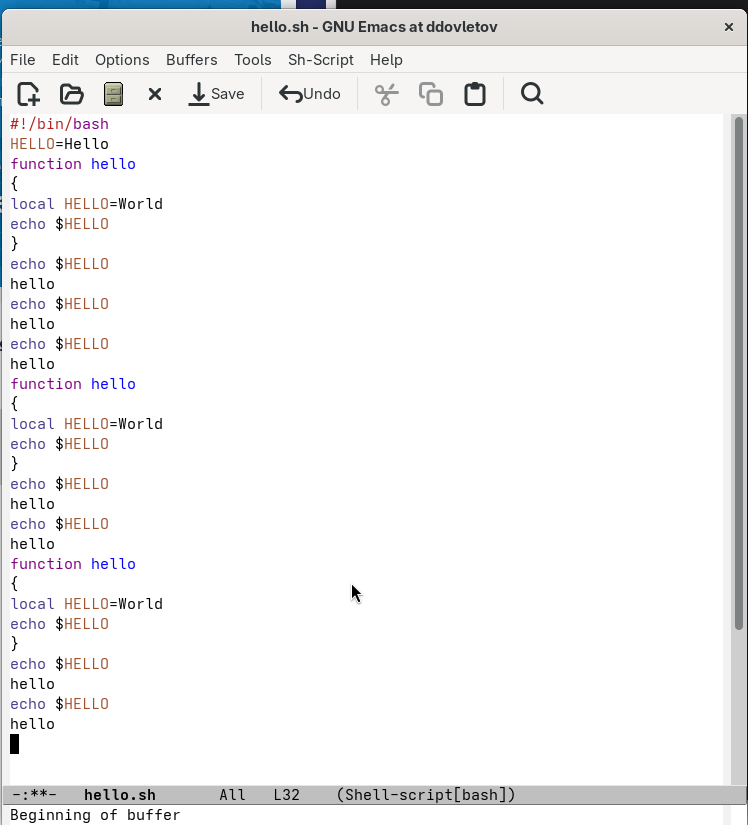 hello.sh - GNU Emacs at ddovletov
File Edit Options Buffers Tools Sh-Script Help
Save Undo
#!/bin/bash
HELLO=Hello
function hello
{
local HELLO=World
echo $HELLO
}
echo $HELLO
hello
echo $HELLO
hello
echo $HELLO
hello
function hello
{
local HELLO=World
echo $HELLO
}
echo $HELLO
hello
echo $HELLO
hello
function hello
{
local HELLO=World
echo $HELLO
}
echo $HELLO
hello
echo $HELLO
hello
-:**- hello.sh All L32 (Shell-script[bash])
Beginning of buffer